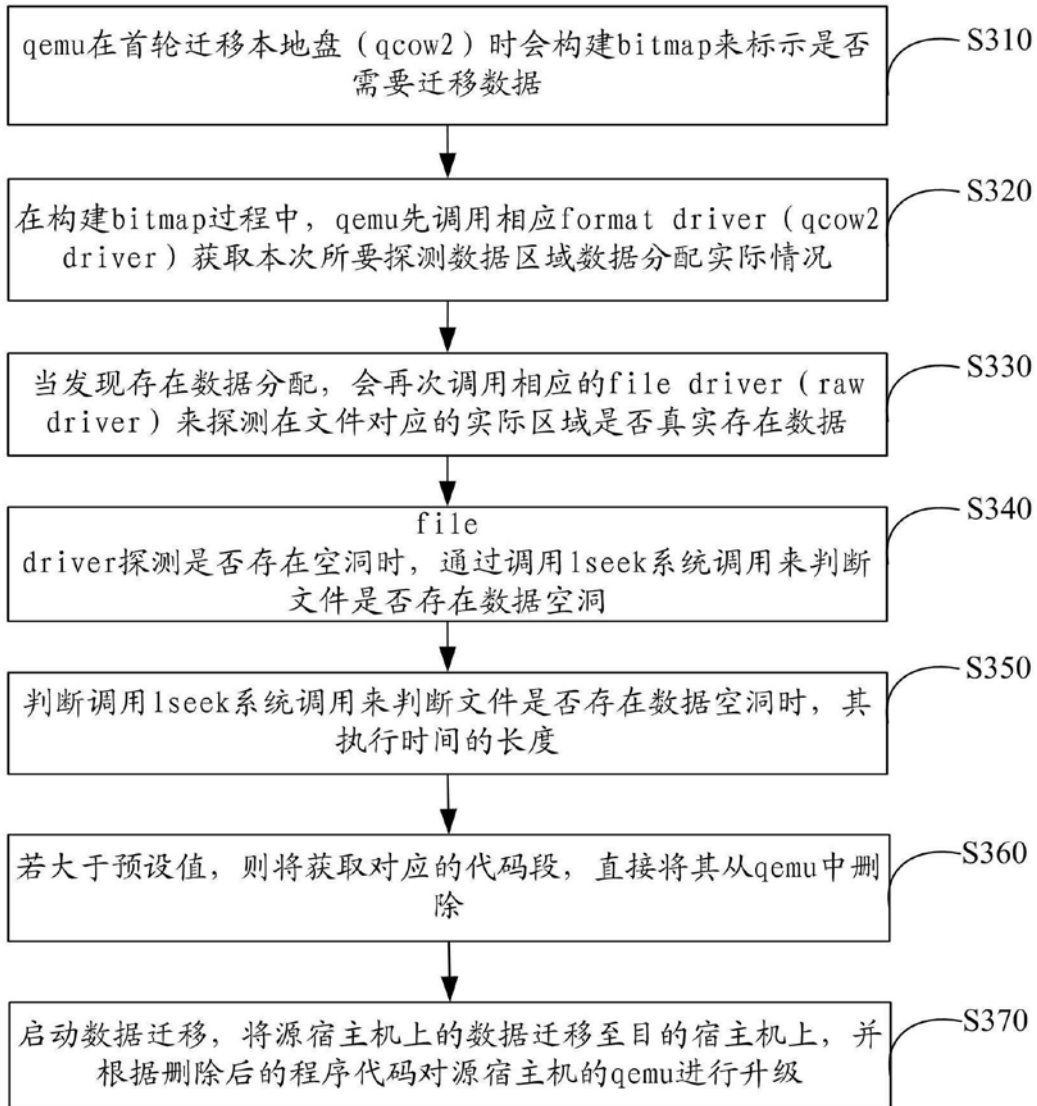 qemu在首轮迁移本地盘（qcow2）时会构建bitmap来标示是否
需要迁移数据
S310
在构建bitmap过程中，qemu先调用相应format driver（qcow2
driver）获取本次所要探测数据区域数据分配实际情况
S320
当发现存在数据分配，会再次调用相应的file driver（raw
driver）来探测在文件对应的实际区域是否真实存在数据
S330
file
driver探测是否存在空洞时，通过调用lseek系统调用来判断
文件是否存在数据空洞
S340
判断调用lseek系统调用来判断文件是否存在数据空洞时，其
执行时间的长度
S350
若大于预设值，则将获取对应的代码段，直接将其从qemu中删
除
S360
启动数据迁移，将源宿主机上的数据迁移至目的宿主机上，并
根据删除后的程序代码对源宿主机的qemu进行升级
S370